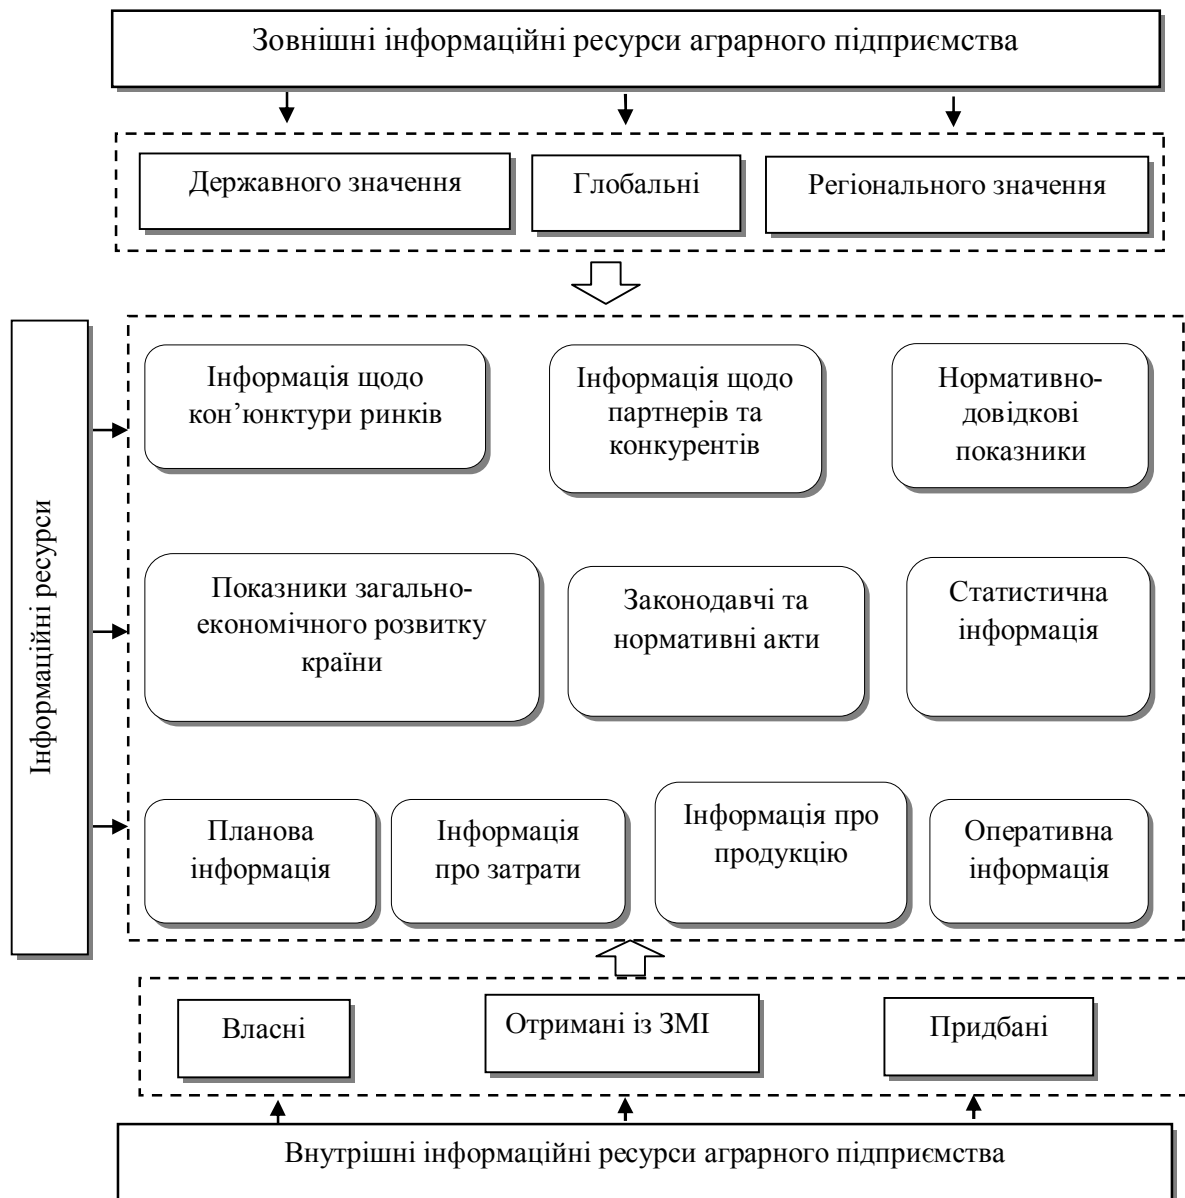 Зовнішні інформаційні ресурси аграрного підприємства
Державного значення
Глобальні
Регіонального значення
Інформаційні ресурси
Інформація щодо
кон’юнктури ринків
Інформація щодо
партнерів та
конкурентів
Нормативно-
довідкові
показники
Показники загально-
економічного розвитку
країни
Законодавчі та
нормативні акти
Статистична
інформація
Планова
інформація
Інформація
про затрати
Інформація про
продукцію
Оперативна
інформація
Власні
Отримані із ЗМІ
Придбані
Внутрішні інформаційні ресурси аграрного підприємства